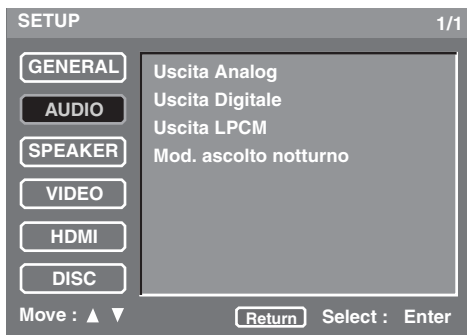 SETUP 1/1
GENERAL
AUDIO
SPEAKER
VIDEO
HDMI
DISC
Uscita Analog
Uscita Digitale
Uscita LPCM
Mod. ascolto notturno
Move : ▲ ▼ Return Select : Enter